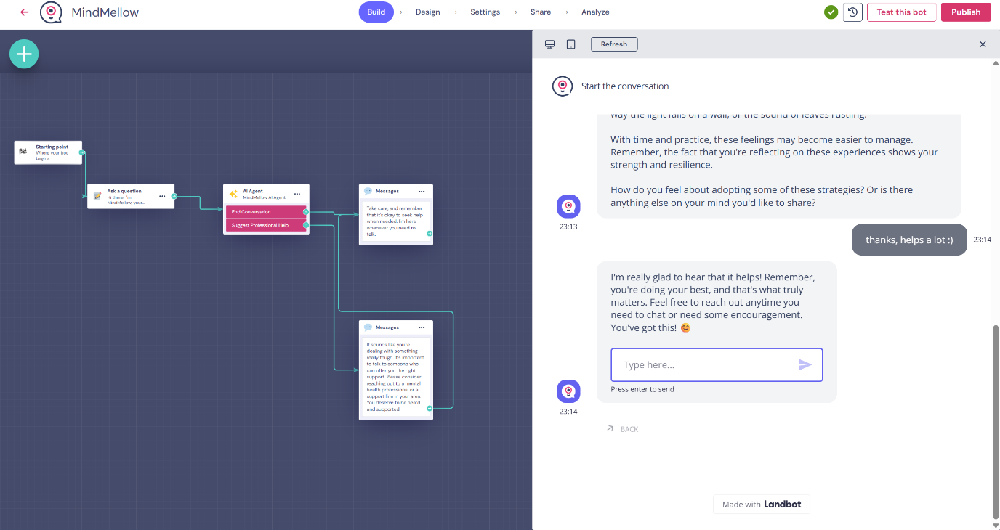 MindMellow
Build › Design › Settings › Share › Analyze
Test this bot
Publish
Starting point
Where your bot
begins
Ask a question
Hi there! I'm
MindMellow, your...
AI Agent
MindMellow AI Agent
End Conversation
Suggest Professional Help
Messages
Take care, and remember
that it's okay to seek help
when needed. I'm here
whenever you need to
talk.
Messages
It sounds like you're
dealing with something
really tough. It's important
to talk to someone who
can offer you the right
support. Please consider
reaching out to a mental
health professional or a
support line in your area.
You deserve to be heard
and supported.
Refresh
Start the conversation
way the light falls on a wall, or the sound of leaves rustling.
With time and practice, these feelings may become easier to manage.
Remember, the fact that you're reflecting on these experiences shows your
strength and resilience.
How do you feel about adopting some of these strategies? Or is there
anything else on your mind you'd like to share?
23:13
thanks, helps a lot :)
23:14
I'm really glad to hear that it helps! Remember,
you're doing your best, and that's what truly
matters. Feel free to reach out anytime you
need to chat or need some encouragement.
You've got this! 😊
Type here...
Press enter to send
23:14
BACK
Made with Landbot